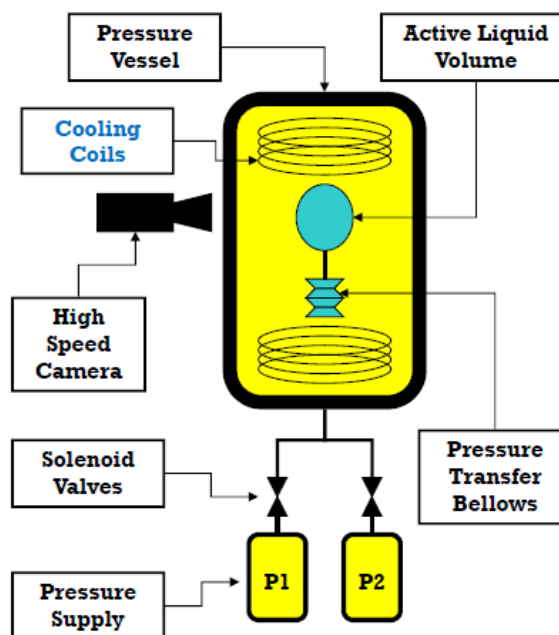 Pressure
Vessel
Active Liquid
Volume
Cooling
Coils
High
Speed
Camera
Solenoid
Valves
Pressure
Transfer
Bellows
Pressure
Supply
P1
P2